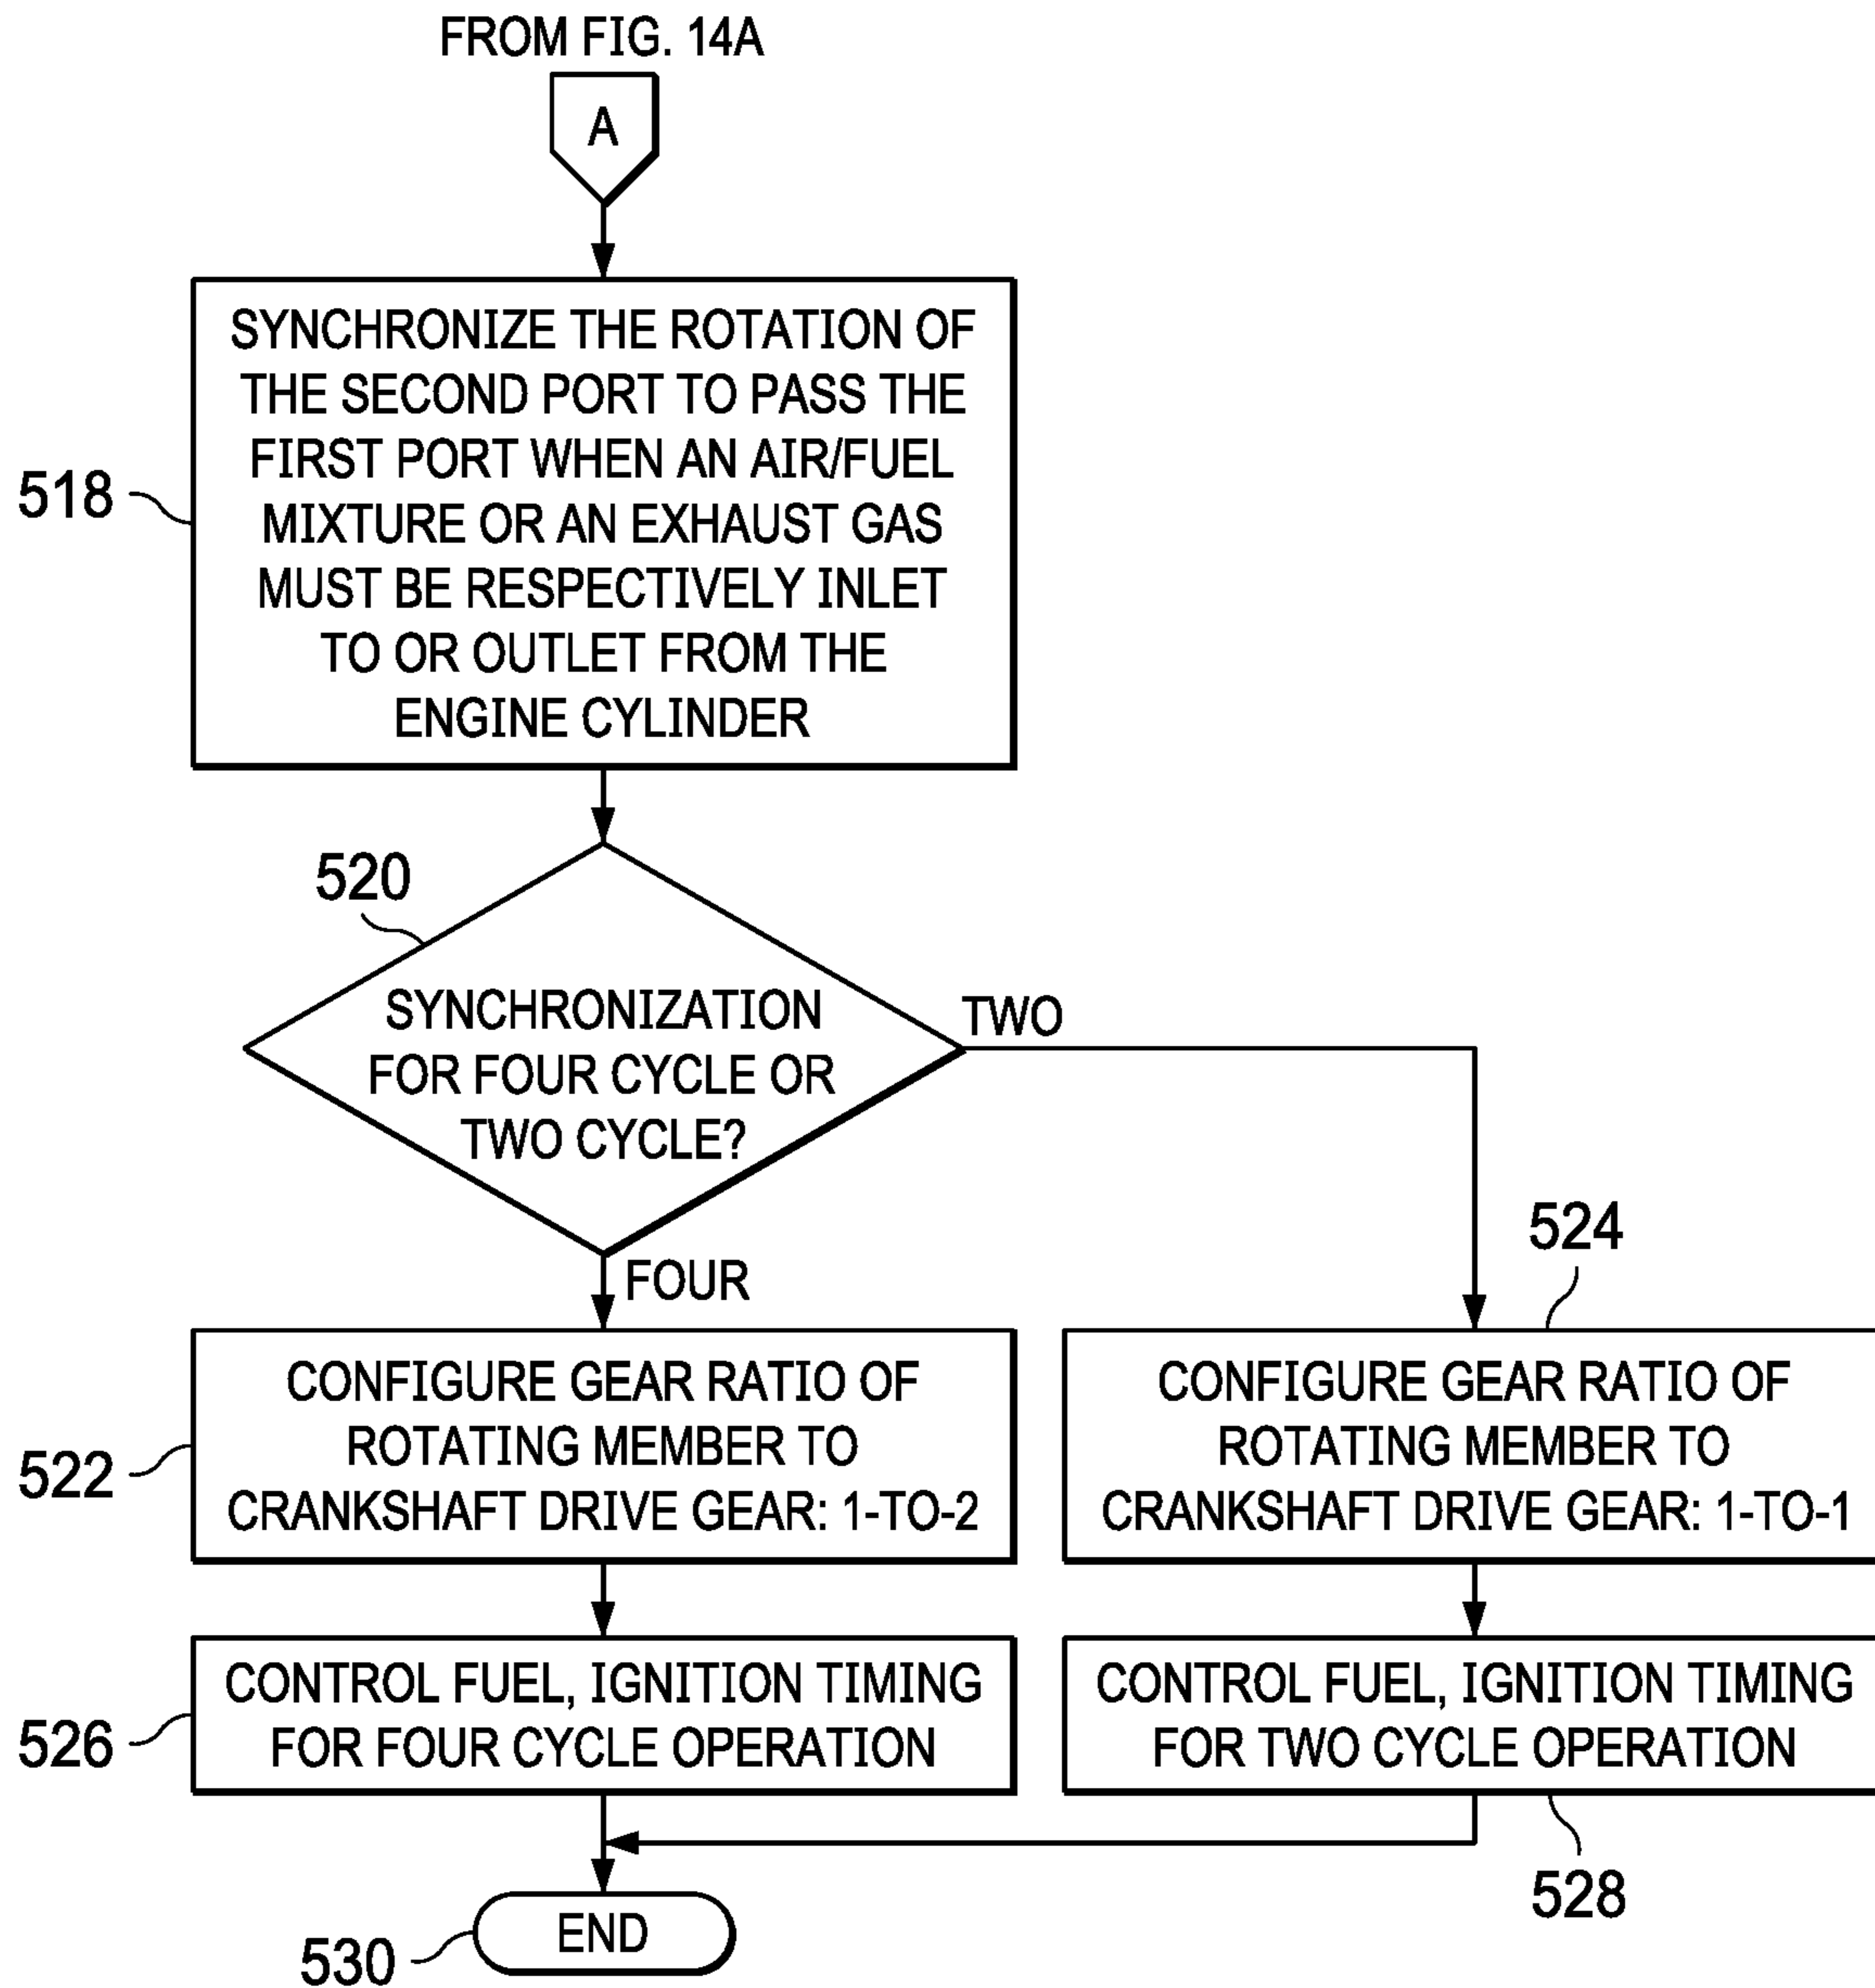 FROM FIG. 14A
A
SYNCHRONIZE THE ROTATION OF
THE SECOND PORT TO PASS THE
FIRST PORT WHEN AN AIR/FUEL
MIXTURE OR AN EXHAUST GAS
MUST BE RESPECTIVELY INLET
TO OR OUTLET FROM THE
ENGINE CYLINDER
518
520
SYNCHRONIZATION
FOR FOUR CYCLE OR
TWO CYCLE?
TWO
FOUR
524
CONFIGURE GEAR RATIO OF
ROTATING MEMBER TO
CRANKSHAFT DRIVE GEAR: 1-TO-2
522
CONFIGURE GEAR RATIO OF
ROTATING MEMBER TO
CRANKSHAFT DRIVE GEAR: 1-TO-1
CONTROL FUEL, IGNITION TIMING
FOR FOUR CYCLE OPERATION
526
CONTROL FUEL, IGNITION TIMING
FOR TWO CYCLE OPERATION
528
END
530